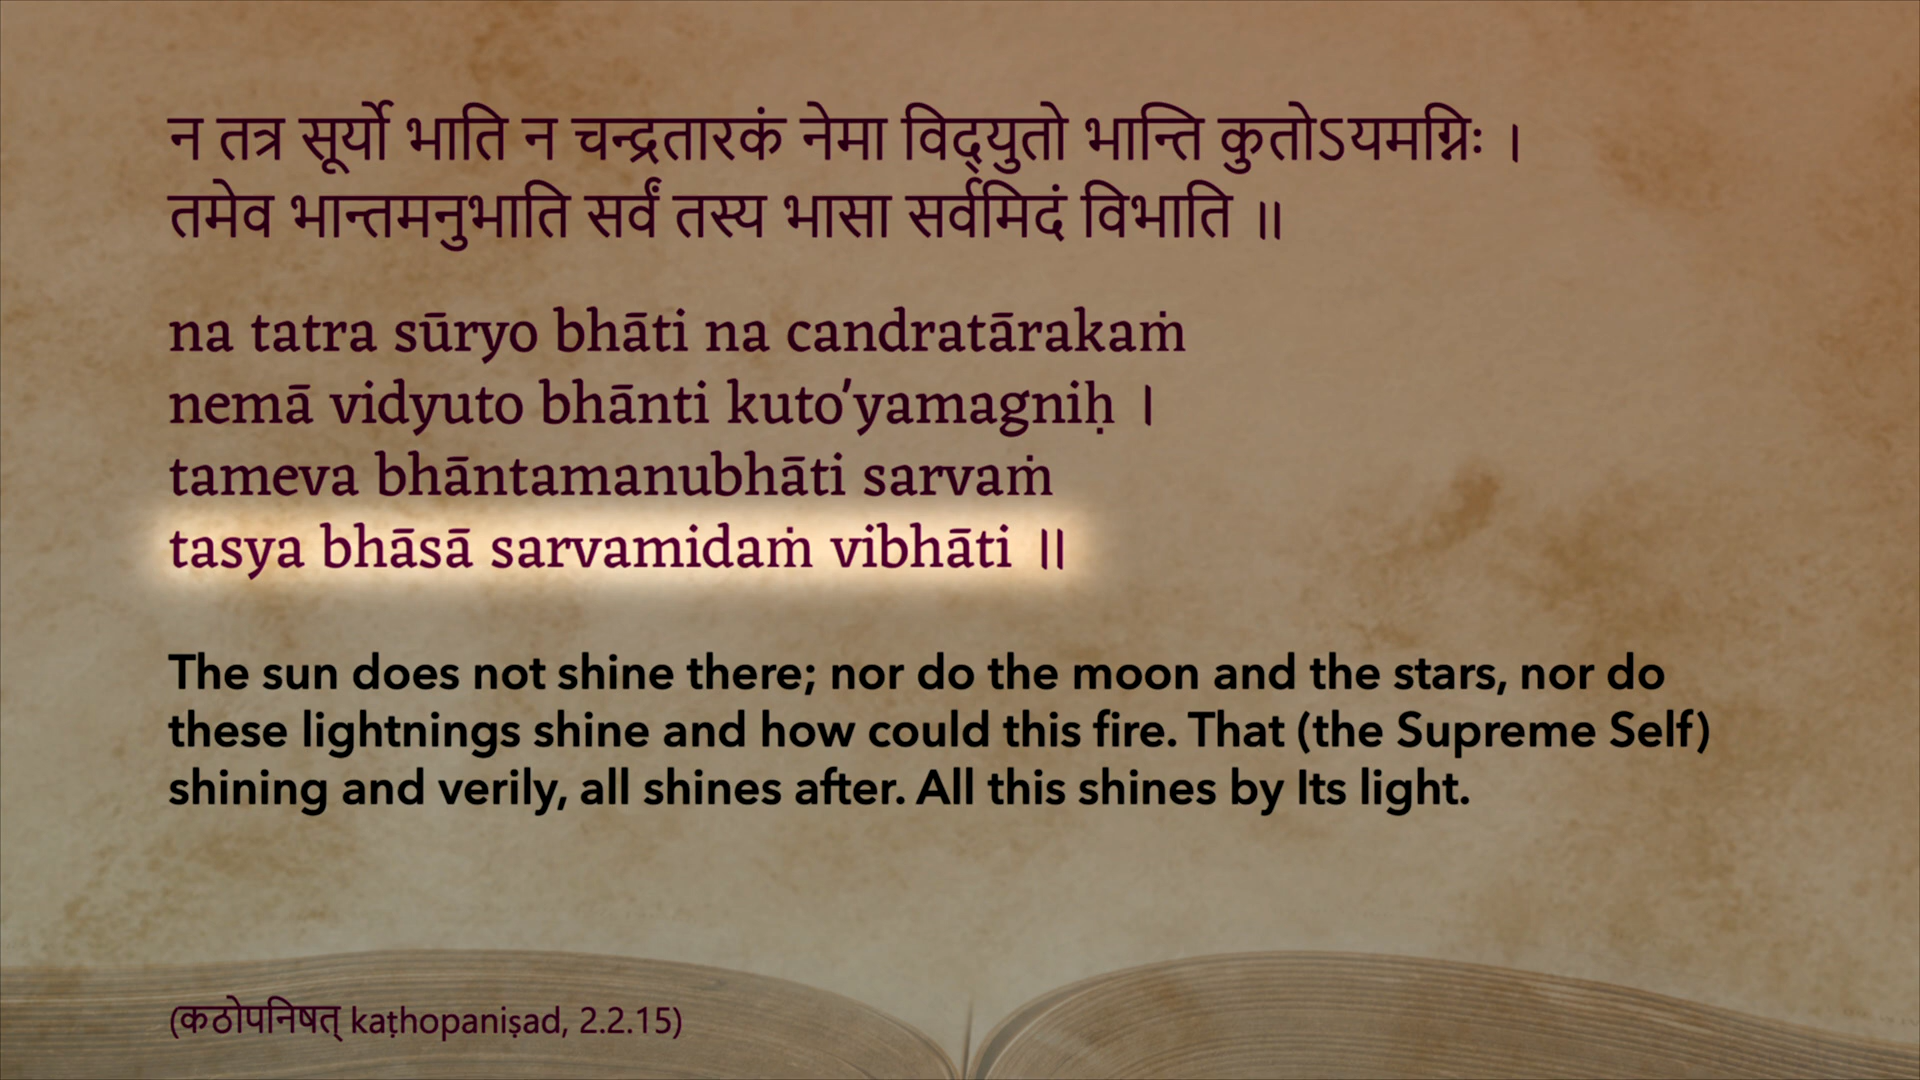 न तत्र सूर्यो भाति न चन्द्रतारकं नेमा विद्युतो भान्ति कुतोऽयमग्निः ।
तमेव भान्तमनुभाति सर्वं तस्य भासा सर्वमिदं विभाति ॥
na tatra sūryo bhāti na candratārakaṁ
nemā vidyuto bhānti kuto'yamagniḥ ।
tameva bhāntamanubhāti sarvaṁ
tasya bhāsā sarvamidaṁ vibhāti ॥
The sun does not shine there; nor do the moon and the stars, nor do
these lightnings shine and how could this fire. That (the Supreme Self)
shining and verily, all shines after. All this shines by Its light.
(कठोपनिषत् kaṭhopaniṣad, 2.2.15)